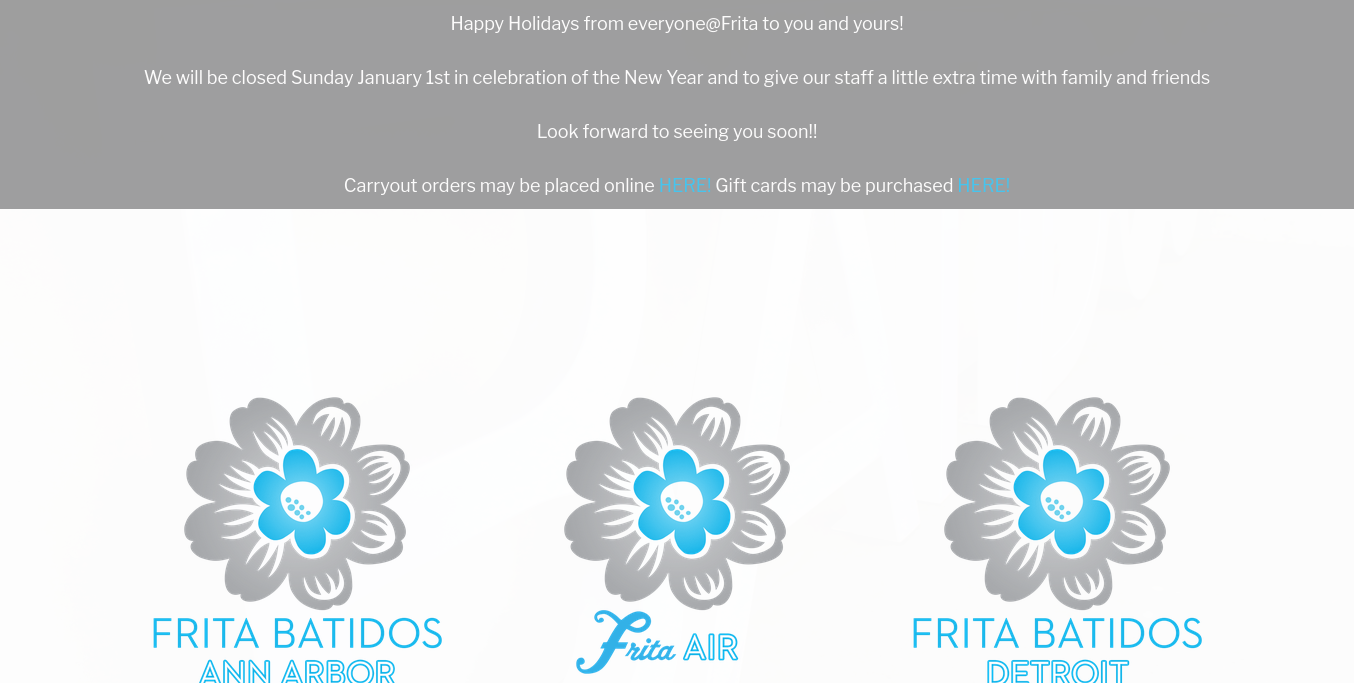 Happy Holidays from everyone@Frita to you and yours!
We will be closed Sunday January 1st in celebration of the New Year and to give our staff a little extra time with family and friends
Look forward to seeing you soon!!
Carryout orders may be placed online HERE! Gift cards may be purchased HERE!
FRITA BATIDOS
ANN ARBOR
Frita AIR
FRITA BATIDOS
DETROIT